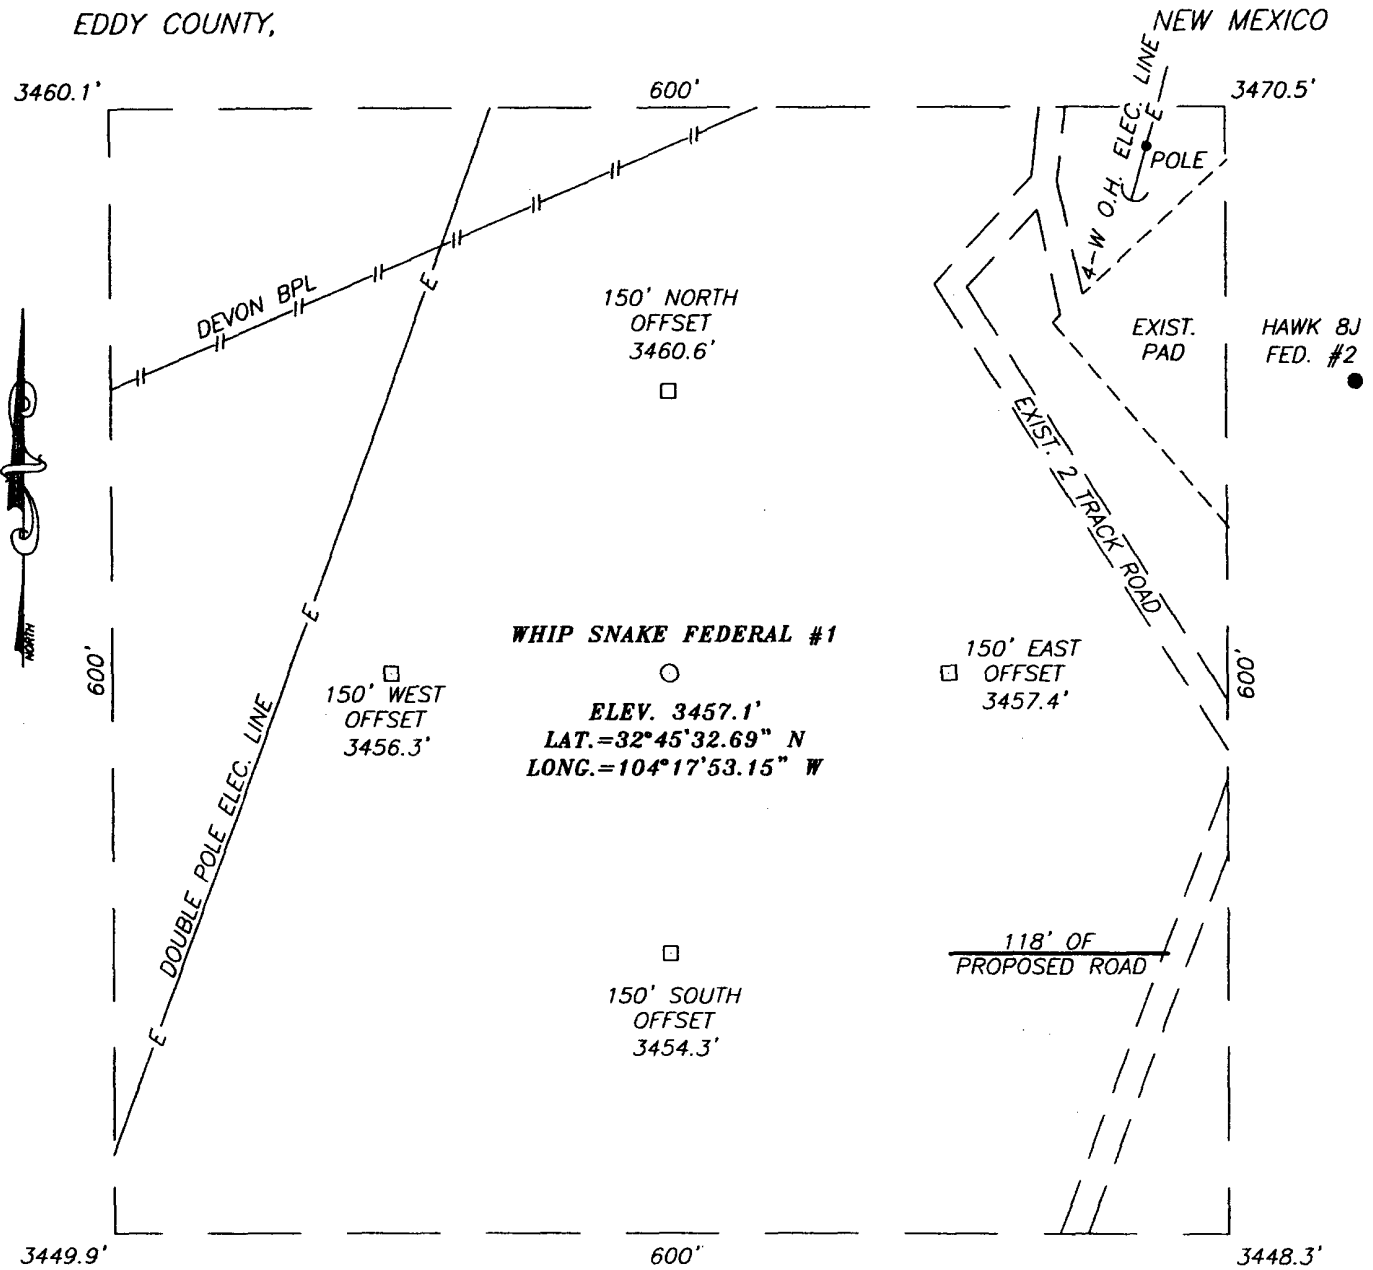 EDDY COUNTY,
NEW MEXICO
3460.1'
600'
3470.5'
4-W O.H. ELEC. LINE
E
POLE
DEVON BPL
E
150' NORTH
OFFSET
3460.6'
EXIST.
PAD
HAWK 8J
FED. #2
EXIST. 2 TRACK ROAD
NORTH
600'
E
WHIP SNAKE FEDERAL #1
150' EAST
OFFSET
3457.4'
600'
150' WEST
OFFSET
3456.3'
ELEV. 3457.1'
LAT.=32°45'32.69" N
LONG.=104°17'53.15" W
DOUBLE POLE ELEC. LINE
E
118' OF
PROPOSED ROAD
150' SOUTH
OFFSET
3454.3'
3449.9'
600'
3448.3'